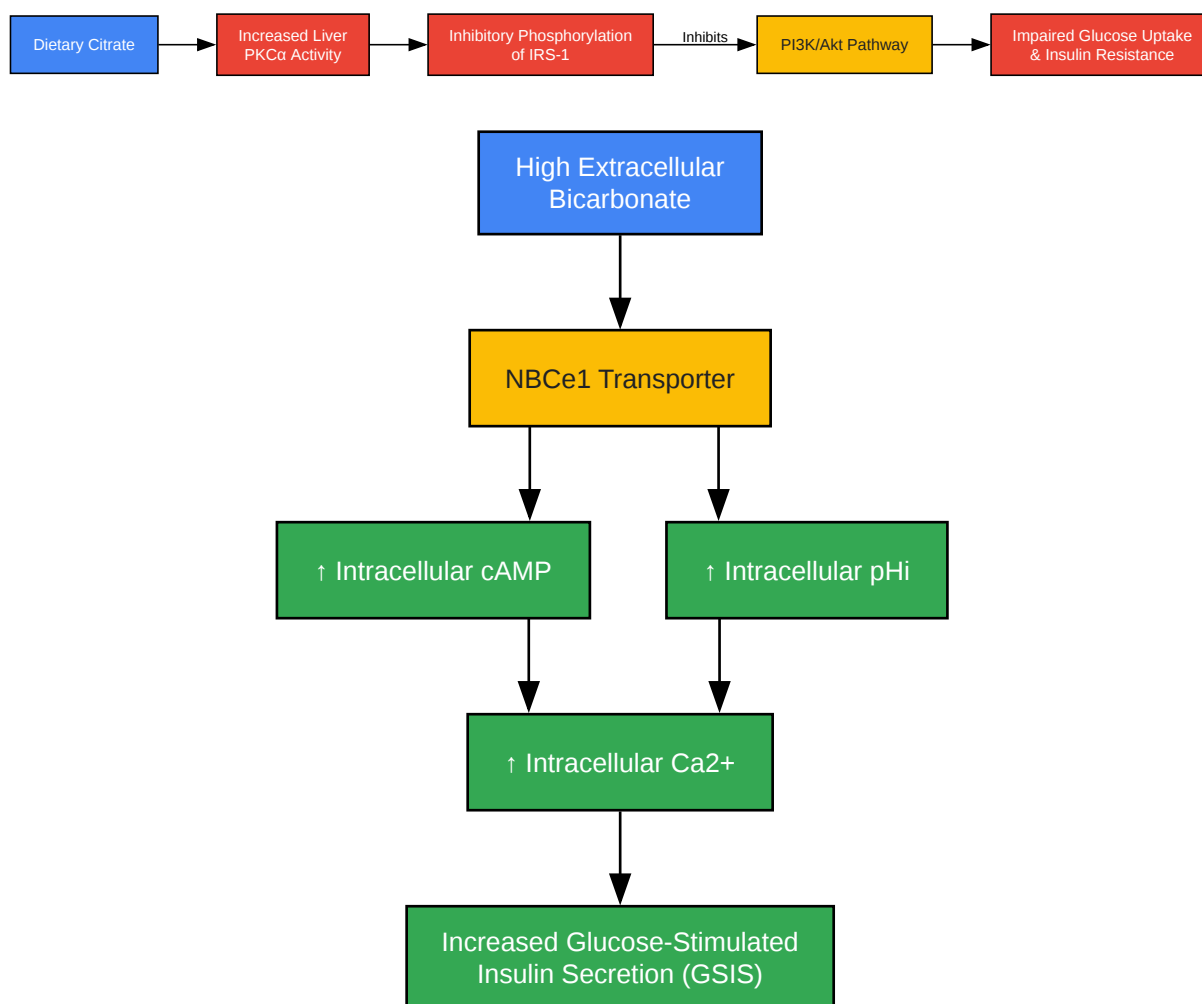 Dietary Citrate
Increased Liver
PKCα Activity
Inhibitory Phosphorylation
of IRS-1
Inhibits
PI3K/Akt Pathway
Impaired Glucose Uptake
& Insulin Resistance
High Extracellular
Bicarbonate
NBCe1 Transporter
↑ Intracellular cAMP
↑ Intracellular pHi
↑ Intracellular Ca2+
Increased Glucose-Stimulated
Insulin Secretion (GSIS)